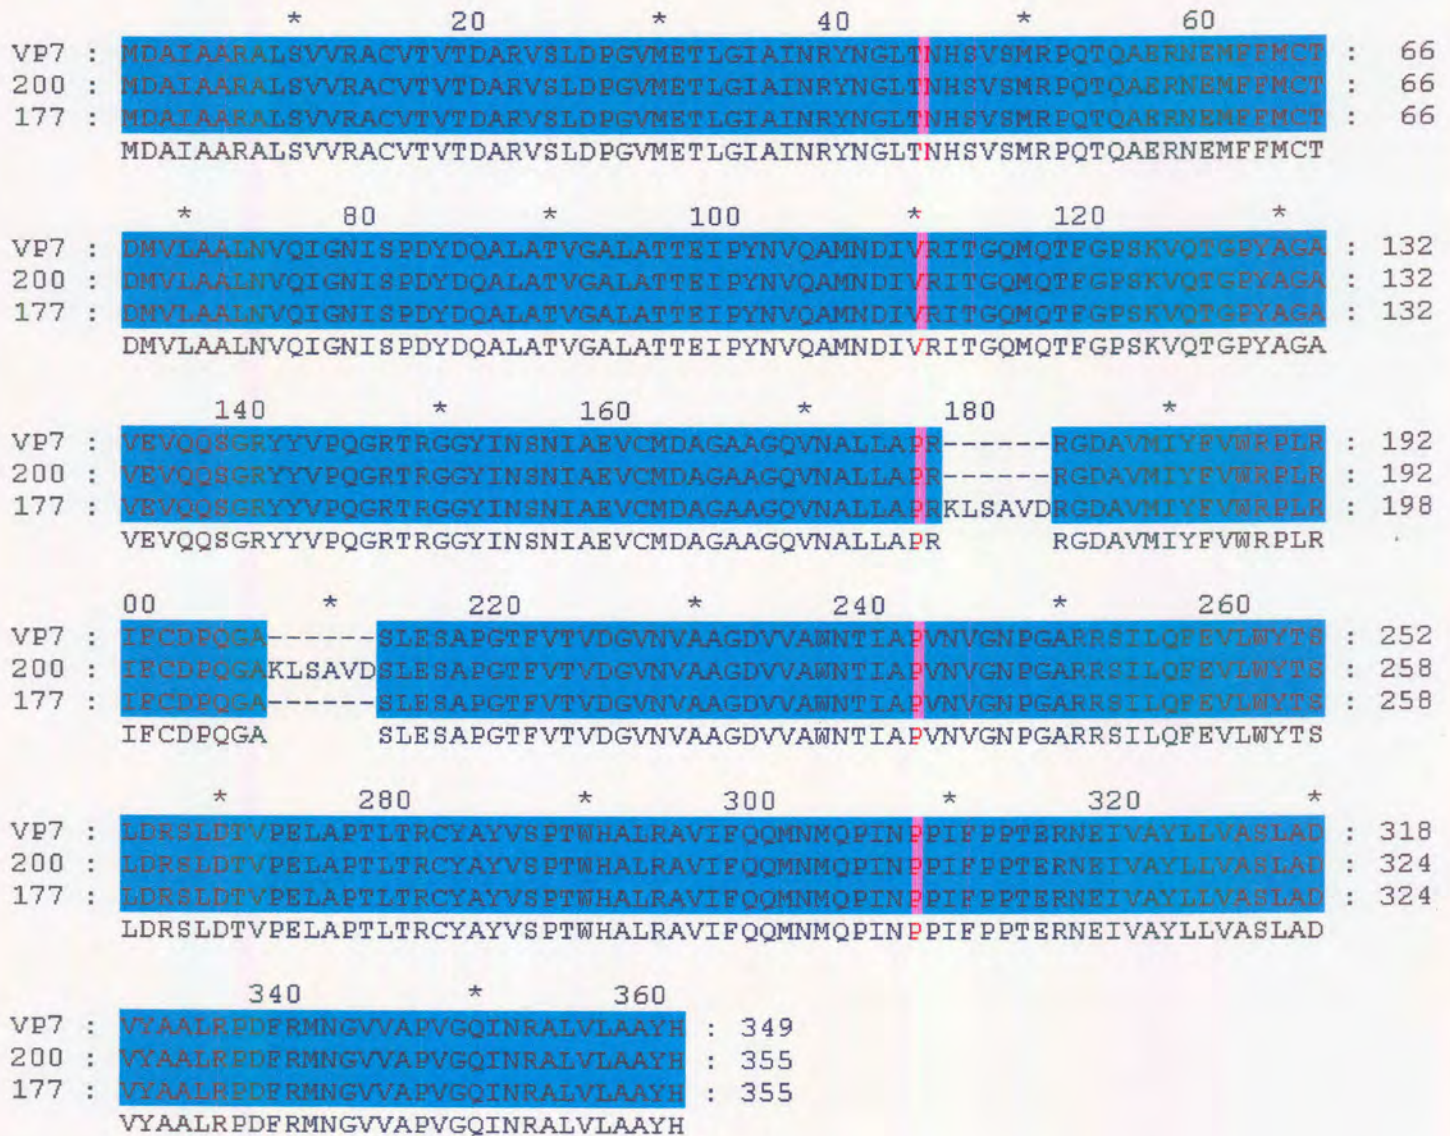 * 20 * 40 * 60
VP7 : MDAIAARALSVVRACVTVTDARVSLDPGVMETLGIAINRYNGLTNHSVSMRPQTQAERNEMFFMCT : 66
200 : MDAIAARALSVVRACVTVTDARVSLDPGVMETLGIAINRYNGLTNHSVSMRPQTQAERNEMFFMCT : 66
177 : MDAIAARALSVVRACVTVTDARVSLDPGVMETLGIAINRYNGLTNHSVSMRPQTQAERNEMFFMCT : 66
MDAIAARALSVVRACVTVTDARVSLDPGVMETLGIAINRYNGLTNHSVSMRPQTQAERNEMFFMCT
* 80 * 100 * 120 *
VP7 : DMVLAALNVQIGNISPDYDQALATVGALATTEIPYNVQAMNDIVRITGQMQTFGPSKVQTGPYAGA : 132
200 : DMVLAALNVQIGNISPDYDQALATVGALATTEIPYNVQAMNDIVRITGQMQTFGPSKVQTGPYAGA : 132
177 : DMVLAALNVQIGNISPDYDQALATVGALATTEIPYNVQAMNDIVRITGQMQTFGPSKVQTGPYAGA : 132
DMVLAALNVQIGNISPDYDQALATVGALATTEIPYNVQAMNDIVRITGQMQTFGPSKVQTGPYAGA
140 * 160 * 180 *
VP7 : VEVQQSGRYYVPQGRTRGGYINSNIAEVCMDAGAAGQVNALLAPR------RGDAVMIYFVWRPLR : 192
200 : VEVQQSGRYYVPQGRTRGGYINSNIAEVCMDAGAAGQVNALLAPR------RGDAVMIYFVWRPLR : 192
177 : VEVQQSGRYYVPQGRTRGGYINSNIAEVCMDAGAAGQVNALLAPRKLSAVDRGDAVMIYFVWRPLR : 198
VEVQQSGRYYVPQGRTRGGYINSNIAEVCMDAGAAGQVNALLAPR RGDAVMIYFVWRPLR
00 * 220 * 240 * 260
VP7 : IFCDPQGA------SLESAPGTFVTVDGVNVAAGDVVAWNTIAPVNVGNPGARRSILQFEVLWYTS : 252
200 : IFCDPQGAKLSAVDSLESAPGTFVTVDGVNVAAGDVVAWNTIAPVNVGNPGARRSILQFEVLWYTS : 258
177 : IFCDPQGA------SLESAPGTFVTVDGVNVAAGDVVAWNTIAPVNVGNPGARRSILQFEVLWYTS : 258
IFCDPQGA SLESAPGTFVTVDGVNVAAGDVVAWNTIAPVNVGNPGARRSILQFEVLWYTS
* 280 * 300 * 320 *
VP7 : LDRSLDTVPELAPTLTRCYAYVSPTWHALRAVIFQQMNMQPINPPIFPPTERNEIVAYLLVASLAD : 318
200 : LDRSLDTVPELAPTLTRCYAYVSPTWHALRAVIFQQMNMQPINPPIFPPTERNEIVAYLLVASLAD : 324
177 : LDRSLDTVPELAPTLTRCYAYVSPTWHALRAVIFQQMNMQPINPPIFPPTERNEIVAYLLVASLAD : 324
LDRSLDTVPELAPTLTRCYAYVSPTWHALRAVIFQQMNMQPINPPIFPPTERNEIVAYLLVASLAD
340 * 360
VP7 : VYAALRPDFRMNGVVAPVGQINRALVLAAYH : 349
200 : VYAALRPDFRMNGVVAPVGQINRALVLAAYH : 355
177 : VYAALRPDFRMNGVVAPVGQINRALVLAAYH : 355
VYAALRPDFRMNGVVAPVGQINRALVLAAYH